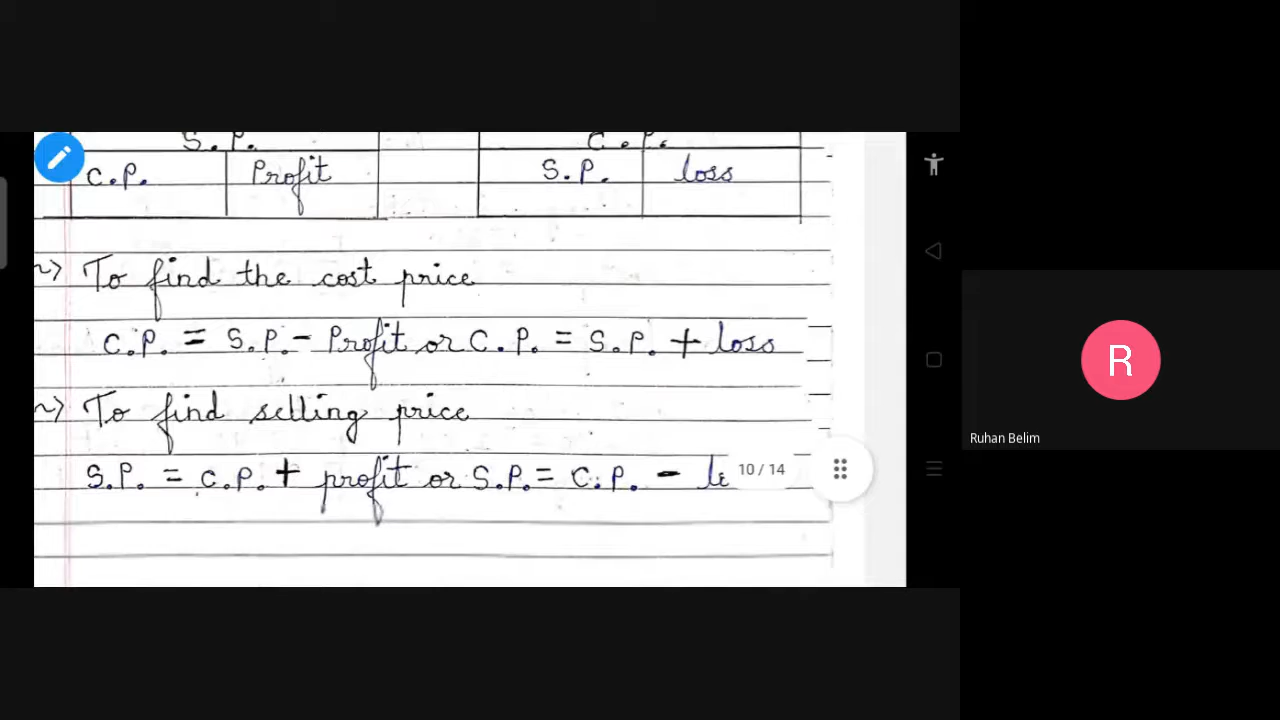 S.P. C.P.
C.P. Profit S.P. loss
To find the cost price
C.P. = S.P. - Profit or C.P. = S.P. + loss
To find selling price
S.P. = C.P. + profit or S.P. = C.P. -
10 / 14
R
Ruhan Belim